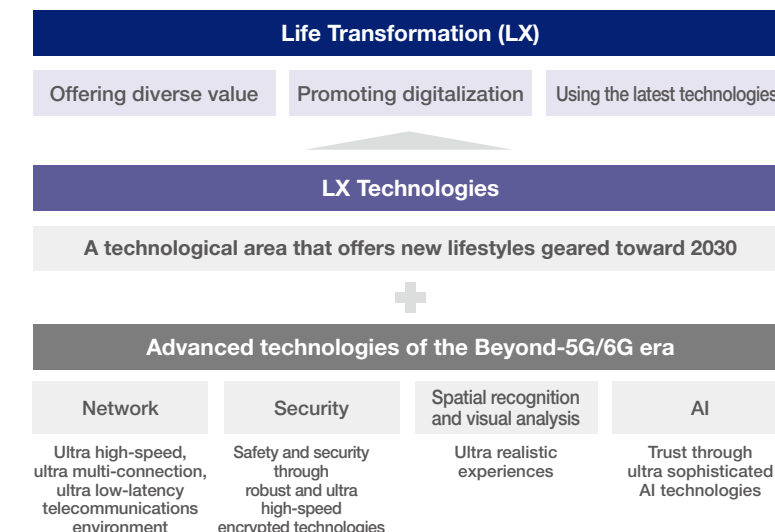 Life Transformation (LX)
Offering diverse value
Promoting digitalization
Using the latest technologies
LX Technologies
A technological area that offers new lifestyles geared toward 2030
Advanced technologies of the Beyond-5G/6G era
Network
Security
Spatial recognition
and visual analysis
AI
Ultra high-speed,
ultra multi-connection,
ultra low-latency
telecommunications
environment
Safety and security
through
robust and ultra
high-speed
encrypted technologies
Ultra realistic
experiences
Trust through
ultra sophisticated
AI technologies